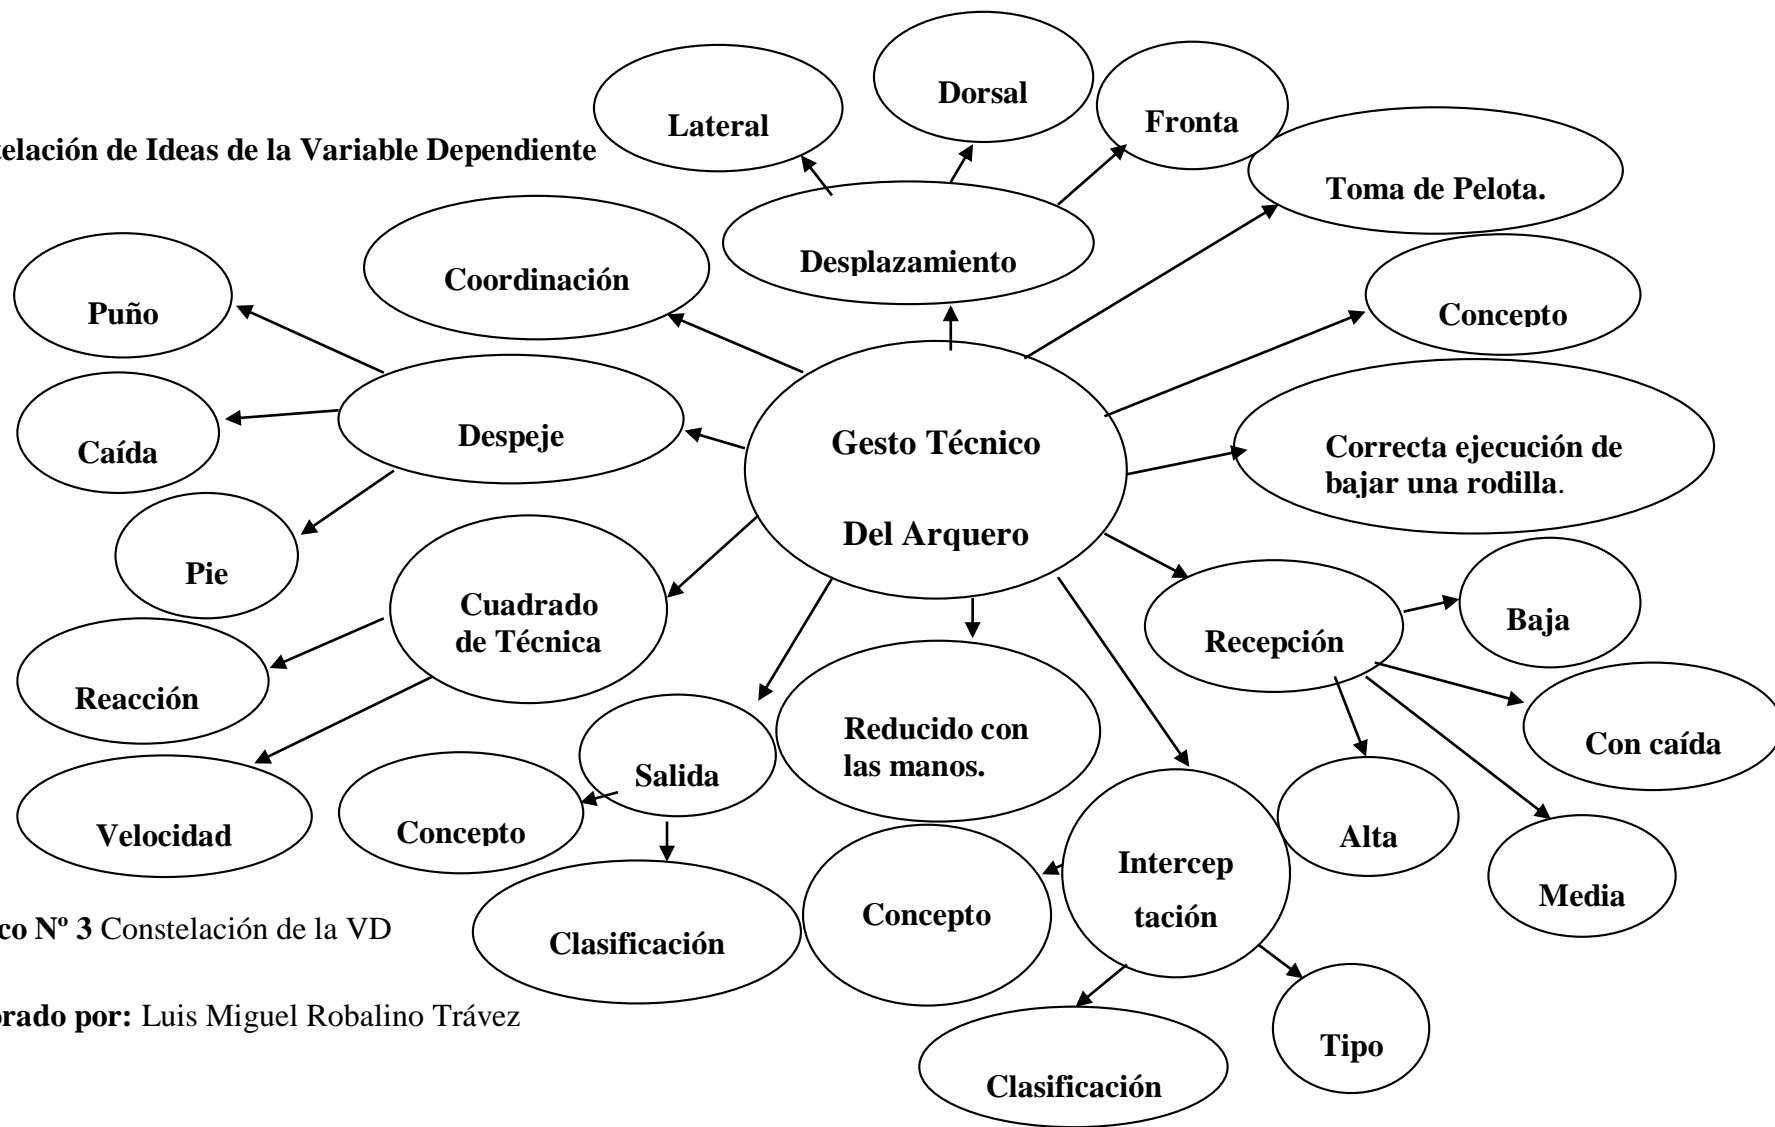 Dorsal
Lateral
Fronta
telación de Ideas de la Variable Dependiente
Toma de Pelota.
Desplazamiento
Coordinación
Puño
Concepto
Despeje
Gesto Técnico
Del Arquero
Correcta ejecución de
bajar una rodilla.
Caída
Pie
Cuadrado
de Técnica
Recepción
Baja
Reacción
Reducido con
las manos.
Con caída
Salida
Velocidad
Concepto
Alta
Intercep
tación
Media
Concepto
co Nº 3 Constelación de la VD
Clasificación
orado por: Luis Miguel Robalino Trávez
Tipo
Clasificación